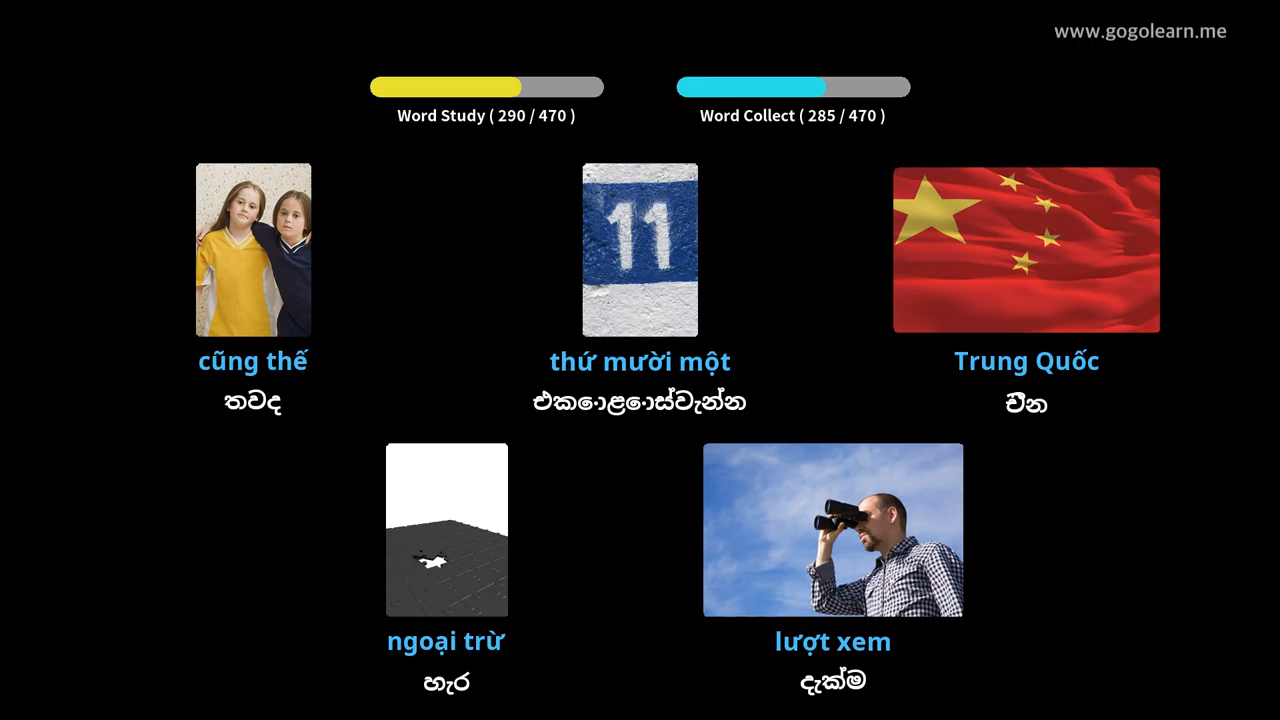 www.gogolearn.me
Word Study ( 290 / 470 )
Word Collect ( 285 / 470 )
11
cũng thế
තවද
thứ mười một
එකොළොස්වැන්න
Trung Quốc
චීන
ngoại trừ
හැර
lượt xem
දැක්ම